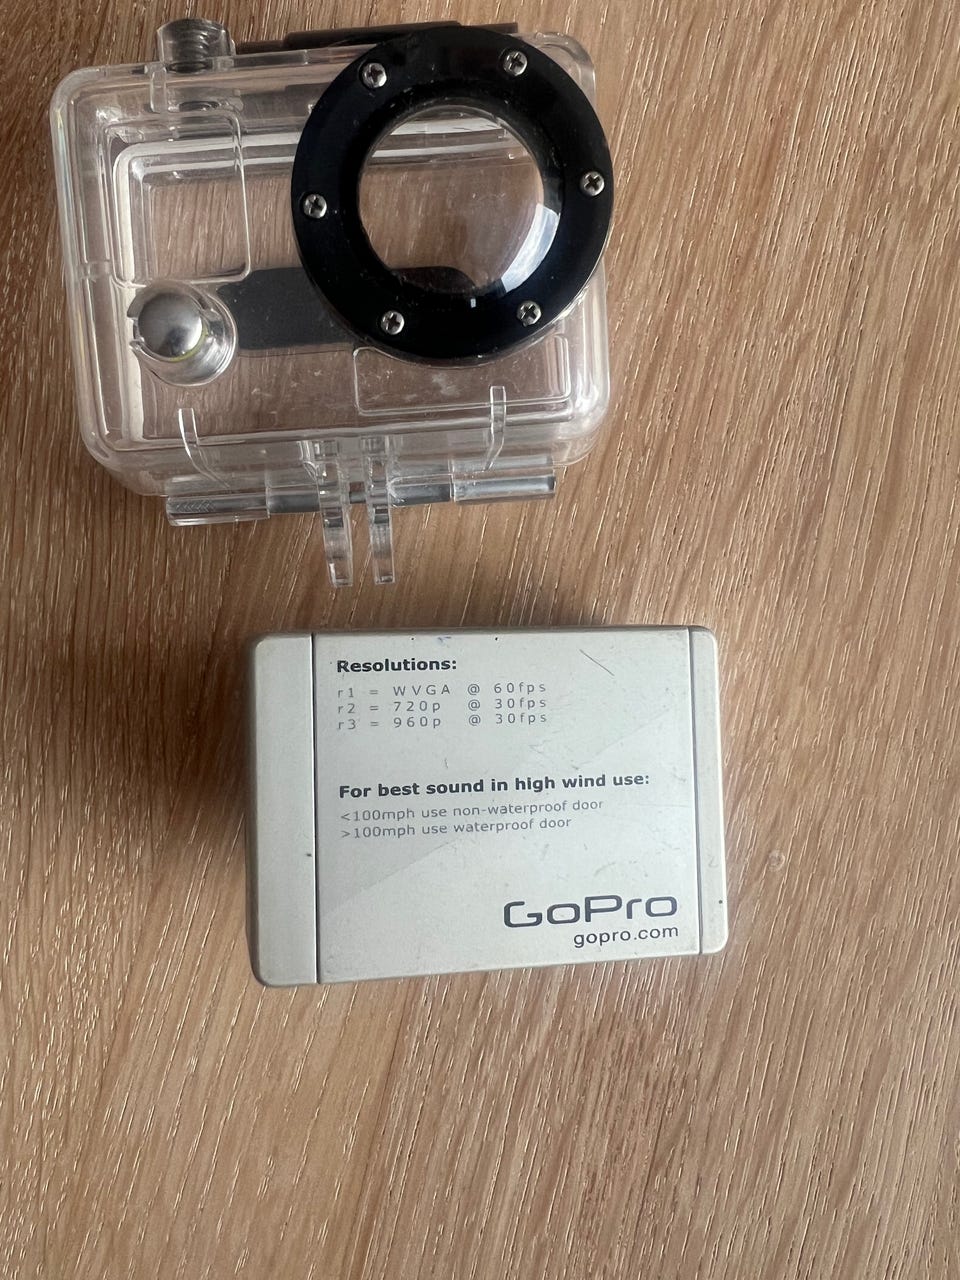 Resolutions:
r1 = WVGA @ 60fps
r2 = 720p @ 30fps
r3 = 960p @ 30fps
For best sound in high wind use:
<100mph use non-waterproof door
>100mph use waterproof door
GoPro
gopro.com